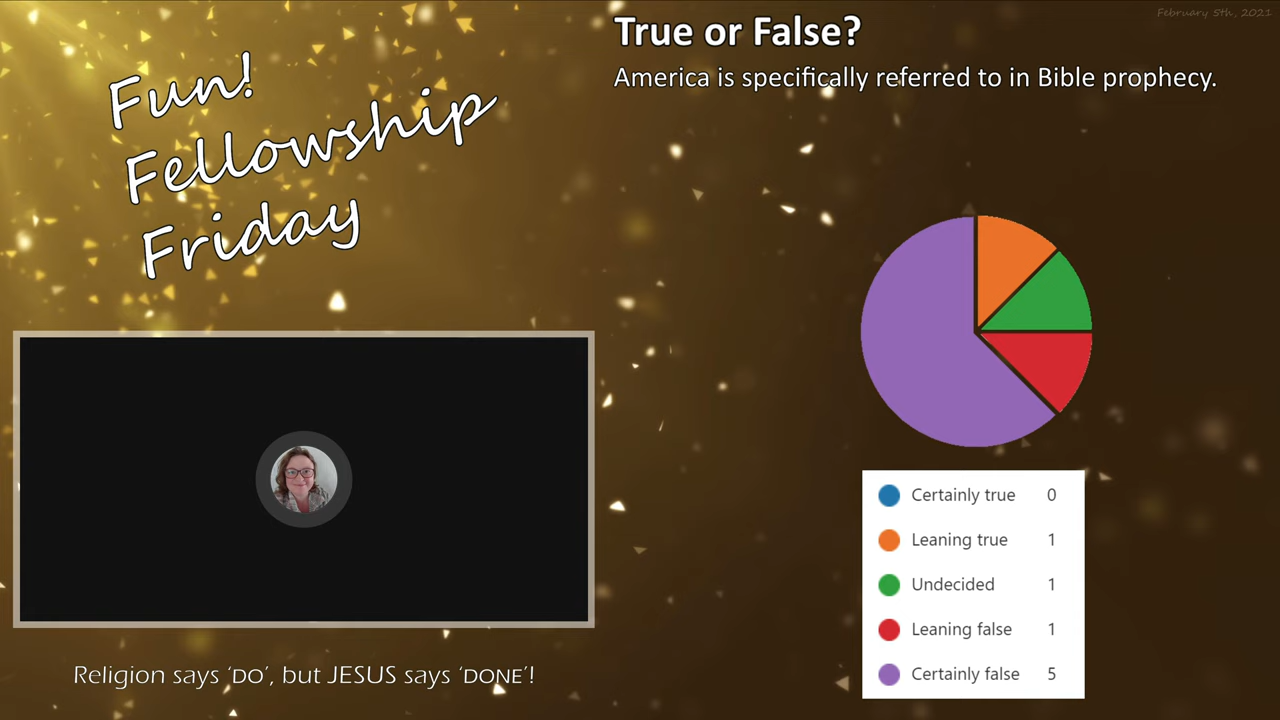 February 5th, 2021
Fun!
Fellowship
Friday
True or False?
America is specifically referred to in Bible prophecy.
Certainly true 0
Leaning true 1
Undecided 1
Leaning false 1
Certainly false 5
Religion says ‘DO’, but JESUS says ‘DONE’!